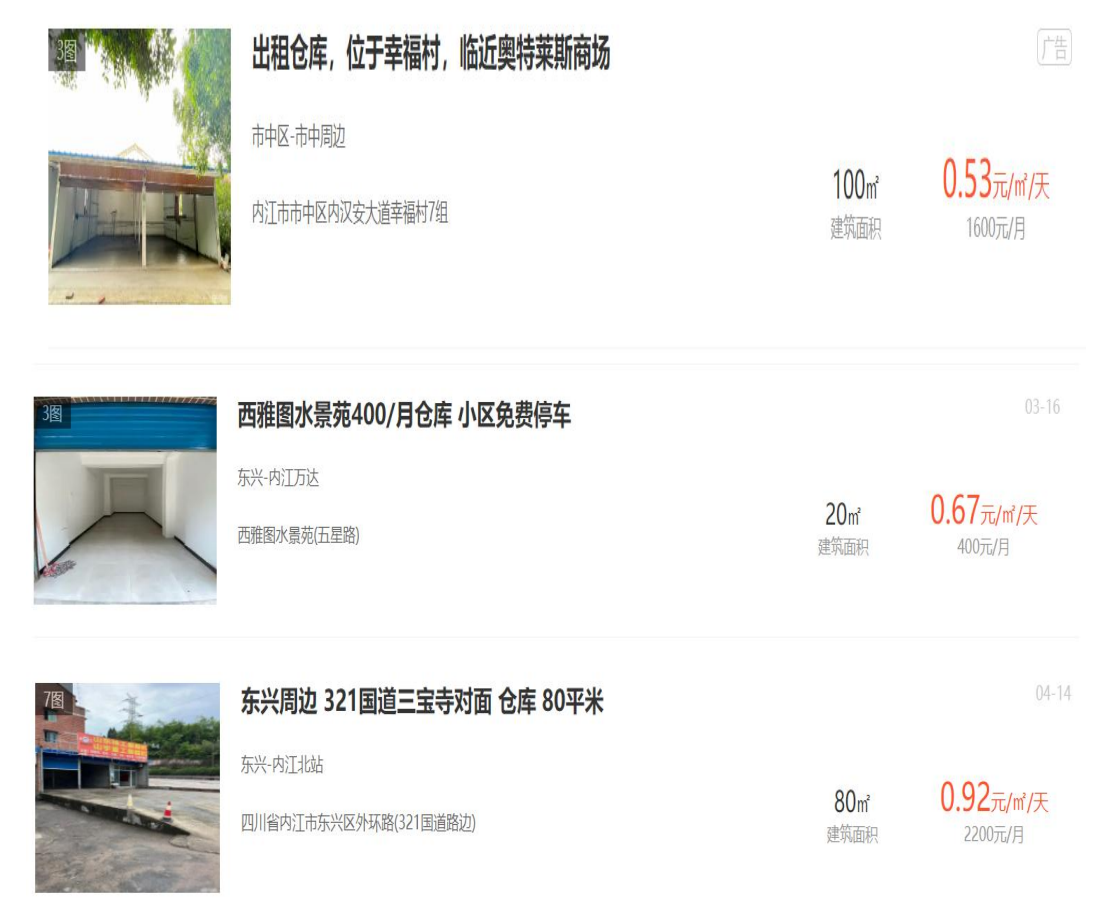 3图
出租仓库，位于幸福村，临近奥特莱斯商场
广告
市中区-市中周边
100㎡
0.53元/㎡/天
内江市市中区内汉安大道幸福村7组
建筑面积
1600元/月
3图
西雅图水景苑400/月仓库 小区免费停车
03-16
东兴-内江万达
20㎡
0.67元/㎡/天
西雅图水景苑(五星路)
建筑面积
400元/月
7图
东兴周边 321国道三宝寺对面 仓库 80平米
04-14
东兴-内江北站
80㎡
0.92元/㎡/天
四川省内江市东兴区外环路(321国道路边)
建筑面积
2200元/月